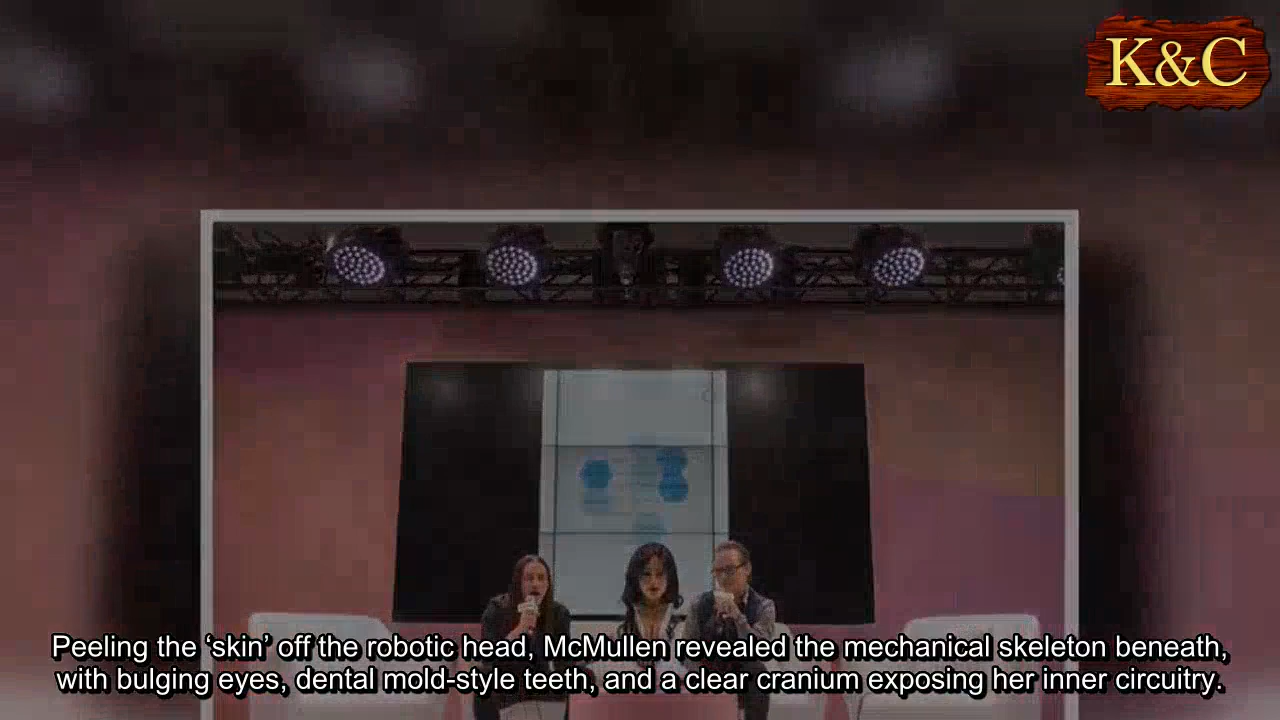 K&C
Peeling the ‘skin’ off the robotic head, McMullen revealed the mechanical skeleton beneath,
with bulging eyes, dental mold-style teeth, and a clear cranium exposing her inner circuitry.